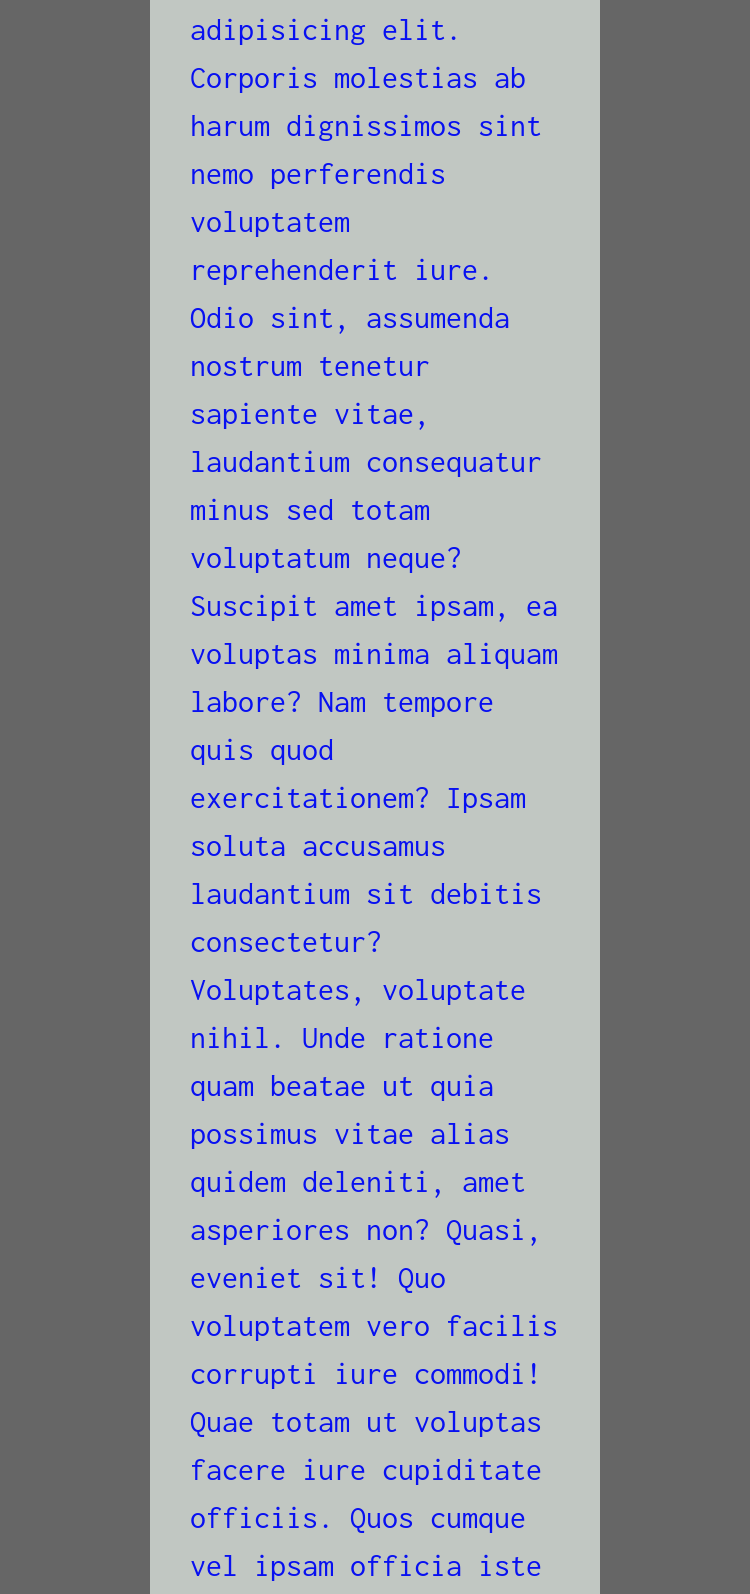 adipisicing elit.
Corporis molestias ab
harum dignissimos sint
nemo perferendis
voluptatem
reprehenderit iure.
Odio sint, assumenda
nostrum tenetur
sapiente vitae,
laudantium consequatur
minus sed totam
voluptatum neque?
Suscipit amet ipsam, ea
voluptas minima aliquam
labore? Nam tempore
quis quod
exercitationem? Ipsam
soluta accusamus
laudantium sit debitis
consectetur?
Voluptates, voluptate
nihil. Unde ratione
quam beatae ut quia
possimus vitae alias
quidem deleniti, amet
asperiores non? Quasi,
eveniet sit! Quo
voluptatem vero facilis
corrupti iure commodi!
Quae totam ut voluptas
facere iure cupiditate
officiis. Quos cumque
vel ipsam officia iste